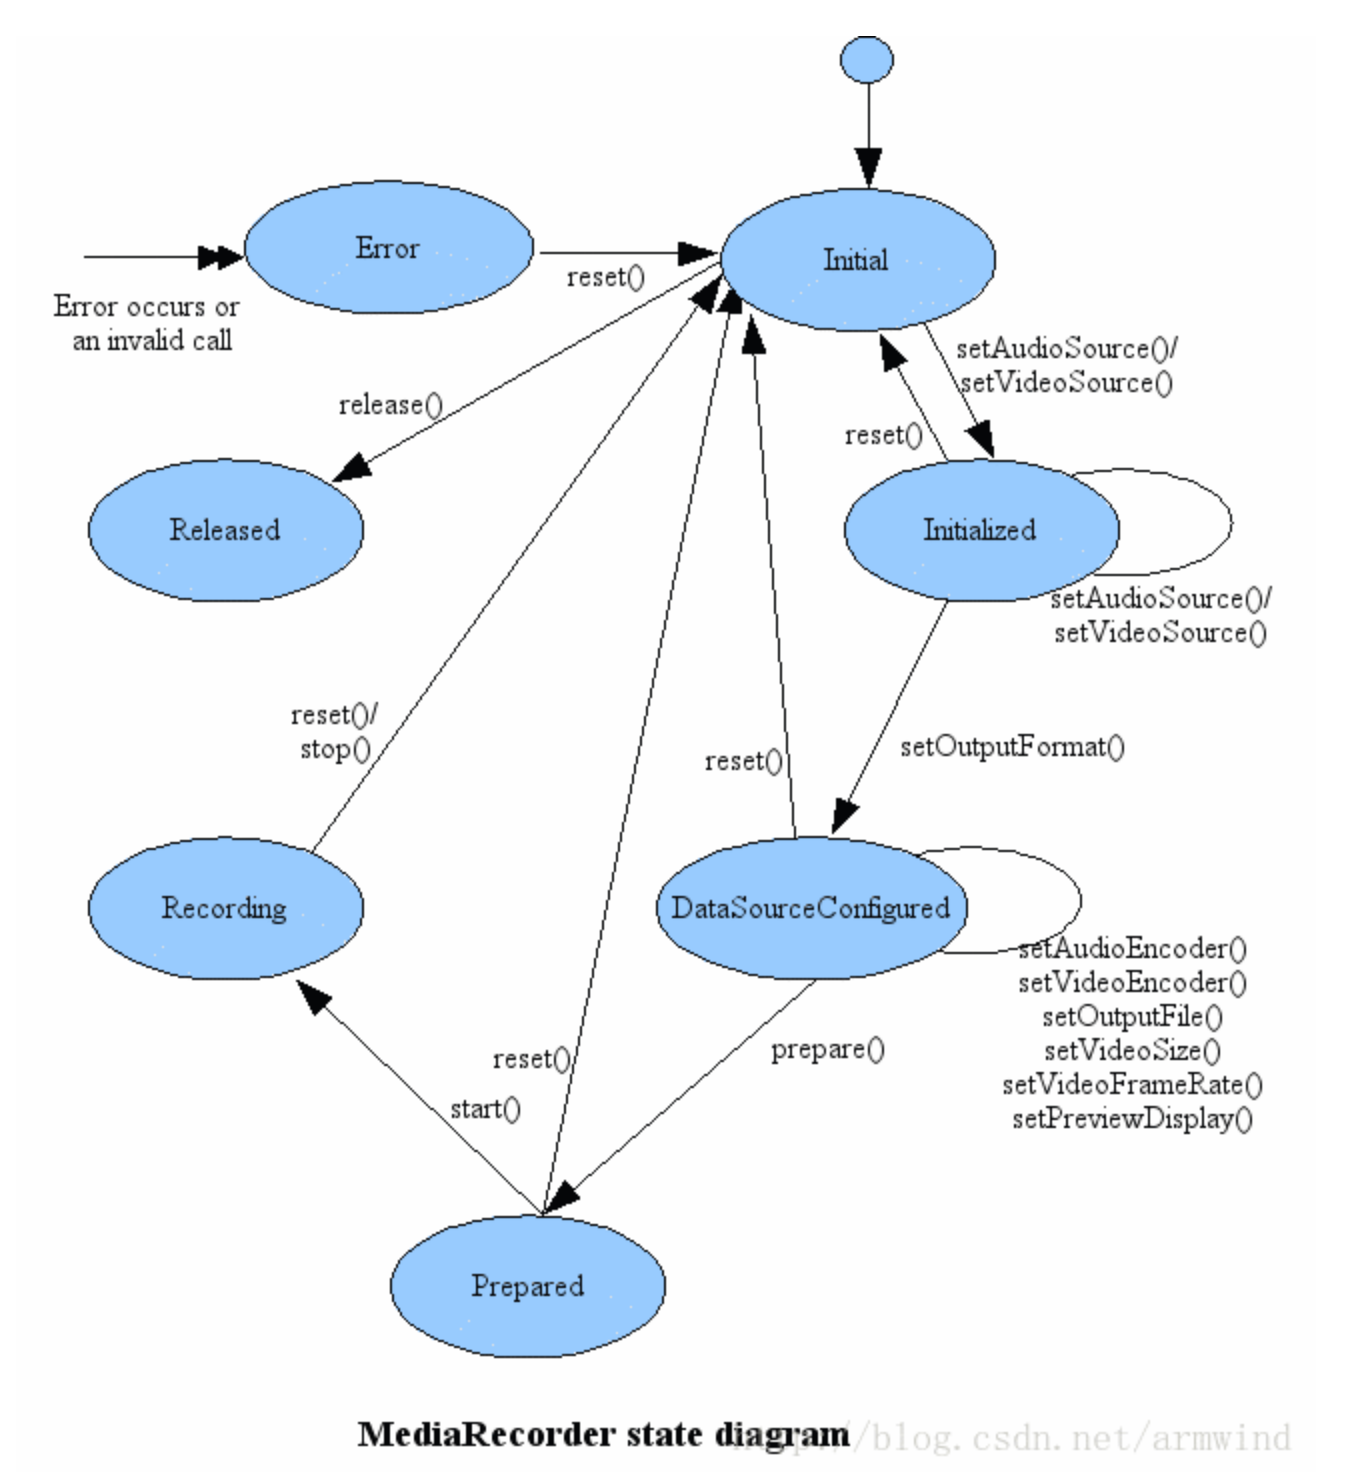 Error
Initial
reset()
Error occurs or
an invalid call
setAudioSource()/
setVideoSource()
release()
reset()
Released
Initialized
setAudioSource()/
setVideoSource()
reset()/
stop()
setOutputFormat()
reset()
Recording
DataSourceConfigured
setAudioEncoder()
setVideoEncoder()
setOutputFile()
setVideoSize()
setVideoFrameRate()
setPreviewDisplay()
prepare()
reset()
start()
Prepared
MediaRecorder state diagram
http://blog.csdn.net/armwind